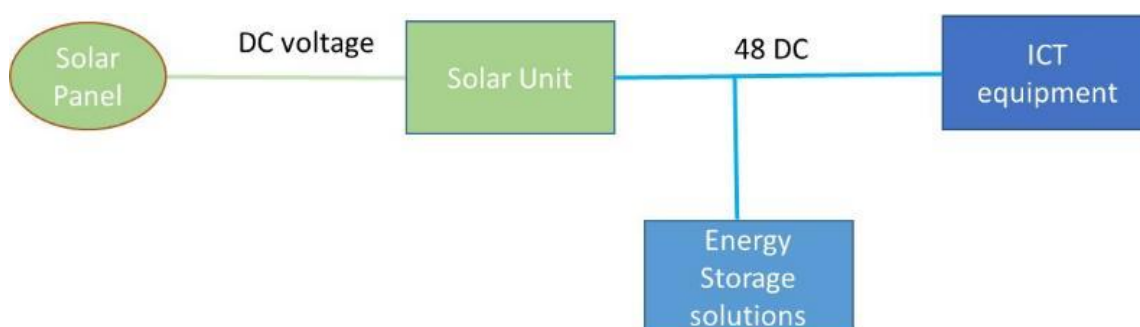 Solar
Panel
DC voltage
Solar Unit
48 DC
ICT
equipment
Energy
Storage
solutions